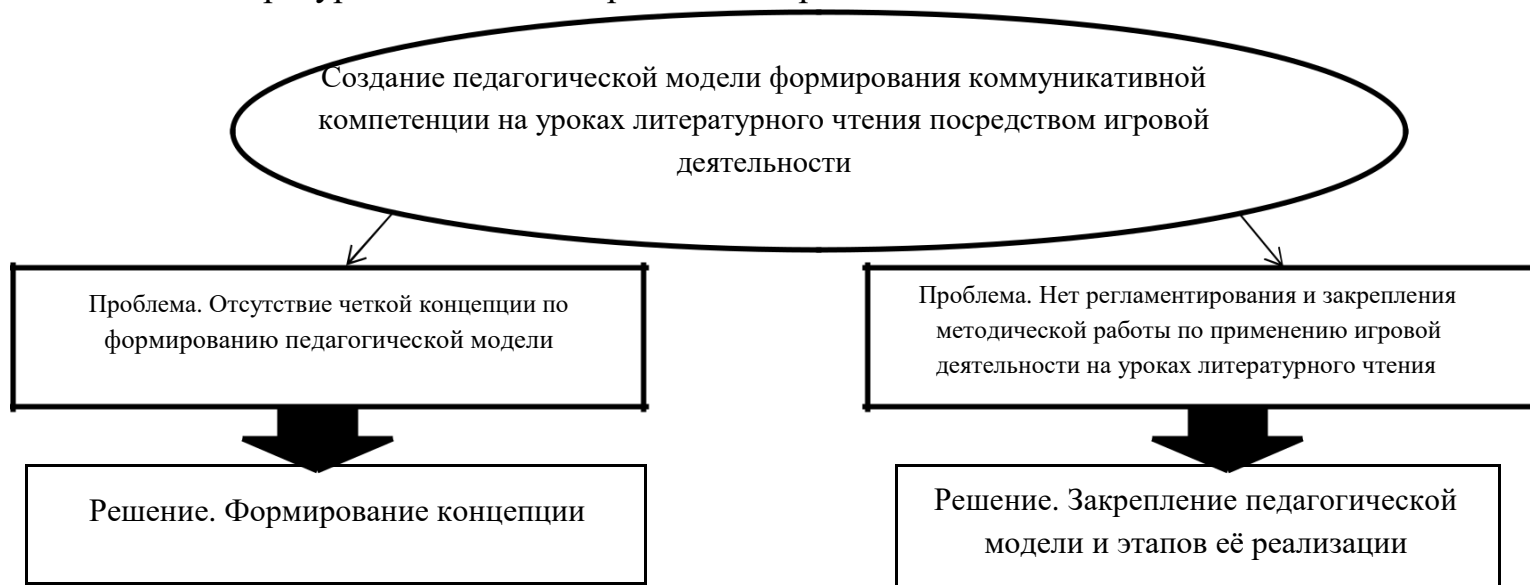 Создание педагогической модели формирования коммуникативной
компетенции на уроках литературного чтения посредством игровой
деятельности
Проблема. Отсутствие четкой концепции по
формированию педагогической модели
Проблема. Нет регламентирования и закрепления
методической работы по применению игровой
деятельности на уроках литературного чтения
Решение. Формирование концепции
Решение. Закрепление педагогической
модели и этапов её реализации